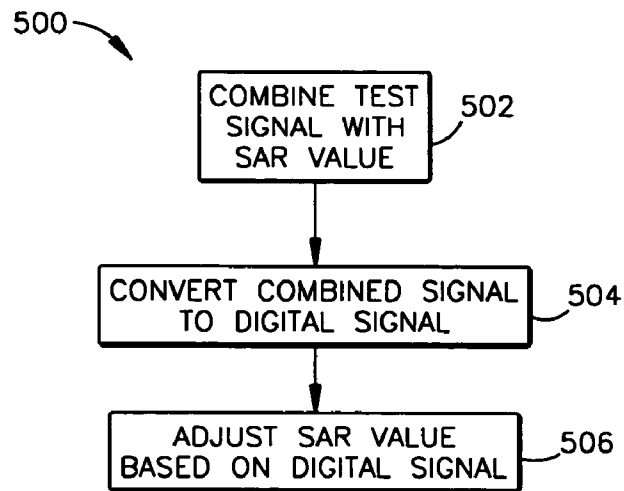 500
COMBINE TEST
SIGNAL WITH
SAR VALUE
502
CONVERT COMBINED SIGNAL
TO DIGITAL SIGNAL
504
ADJUST SAR VALUE
BASED ON DIGITAL SIGNAL
506